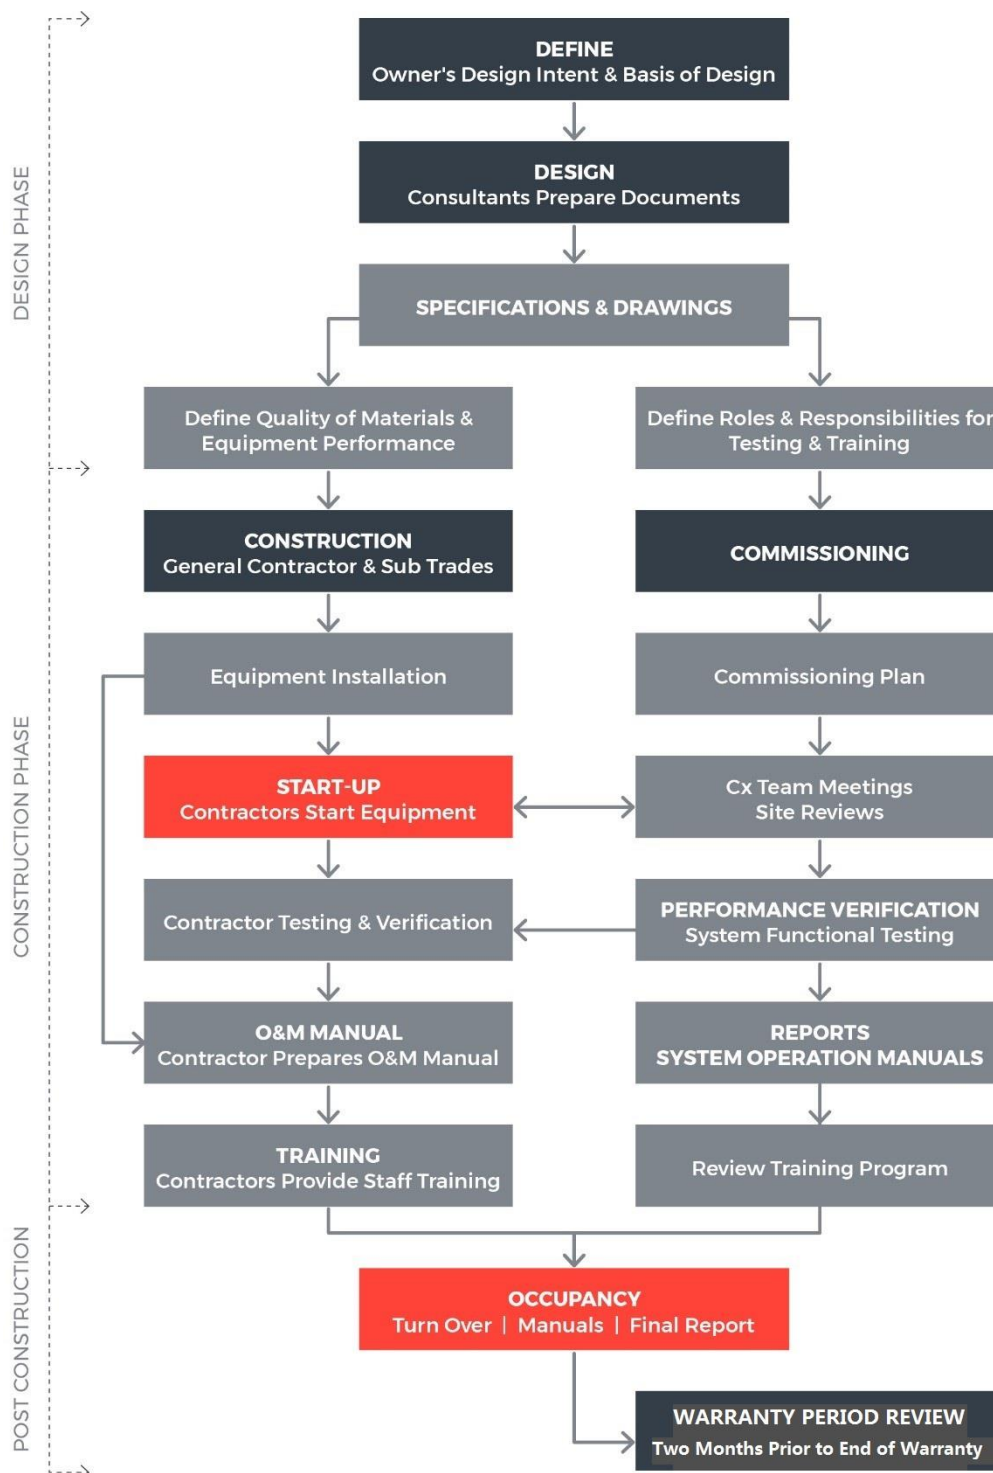 DEFINE
Owner's Design Intent & Basis of Design
DESIGN
Consultants Prepare Documents
DESIGN PHASE
SPECIFICATIONS & DRAWINGS
Define Quality of Materials &
Equipment Performance
Define Roles & Responsibilities for
Testing & Training
CONSTRUCTION
General Contractor & Sub Trades
COMMISSIONING
Equipment Installation
Commissioning Plan
CONSTRUCTION PHASE
START-UP
Contractors Start Equipment
Cx Team Meetings
Site Reviews
Contractor Testing & Verification
PERFORMANCE VERIFICATION
System Functional Testing
O&M MANUAL
Contractor Prepares O&M Manual
REPORTS
SYSTEM OPERATION MANUALS
TRAINING
Contractors Provide Staff Training
Review Training Program
POST CONSTRUCTION
OCCUPANCY
Turn Over | Manuals | Final Report
WARRANTY PERIOD REVIEW
Two Months Prior to End of Warranty